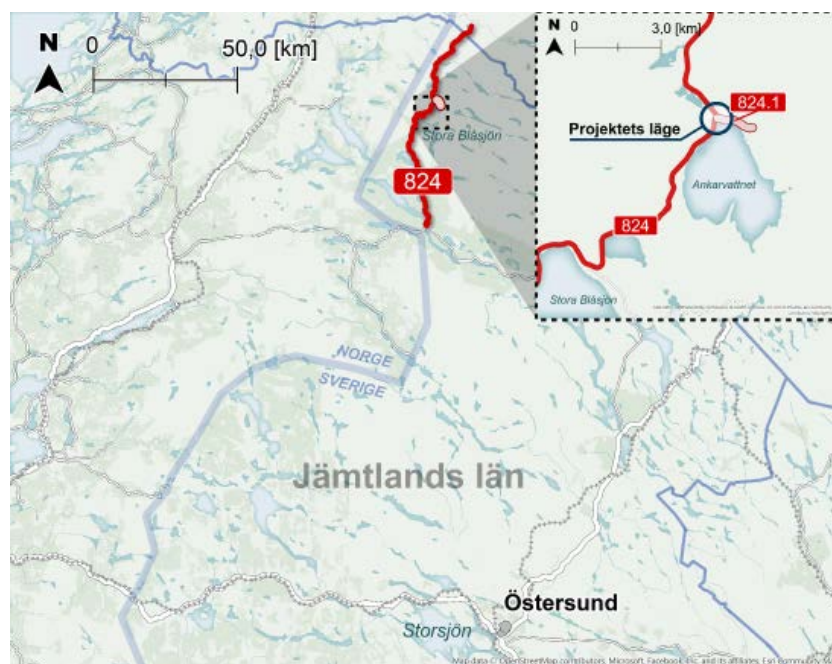 N
0
50,0 [km]
Stora Blåsjön
824
NORGE
SVERIGE
Jämtlands län
Östersund
Storsjön
Map data © OpenStreetMap contributors, Microsoft, Facebook, Inc. and its affiliates, Esri Community
N
0
3,0 [km]
824.1
Projektets läge
Ankarvattnet
824
Stora Blåsjön